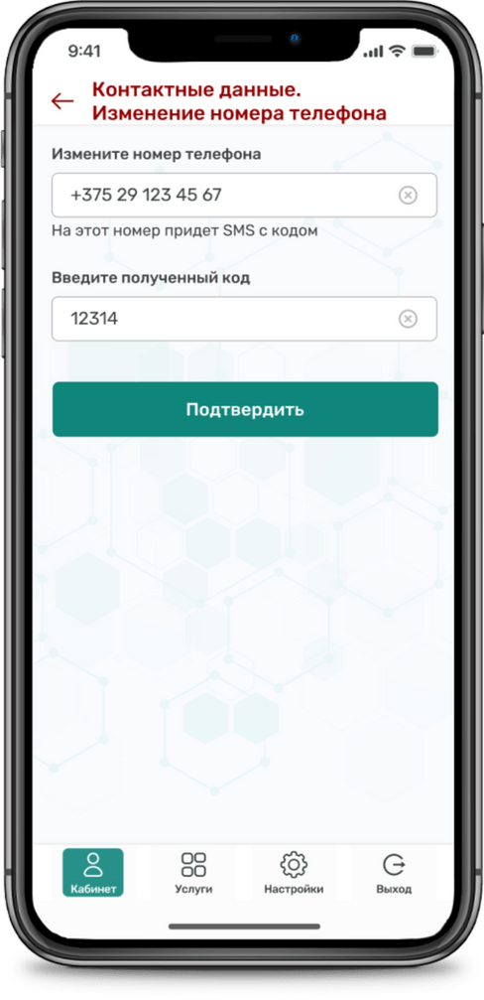 9:41
Контактные данные.
Изменение номера телефона
Измените номер телефона
+375 29 123 45 67
На этот номер придет SMS с кодом
Введите полученный код
12314
Подтвердить
Кабинет
Услуги
Настройки
Выход